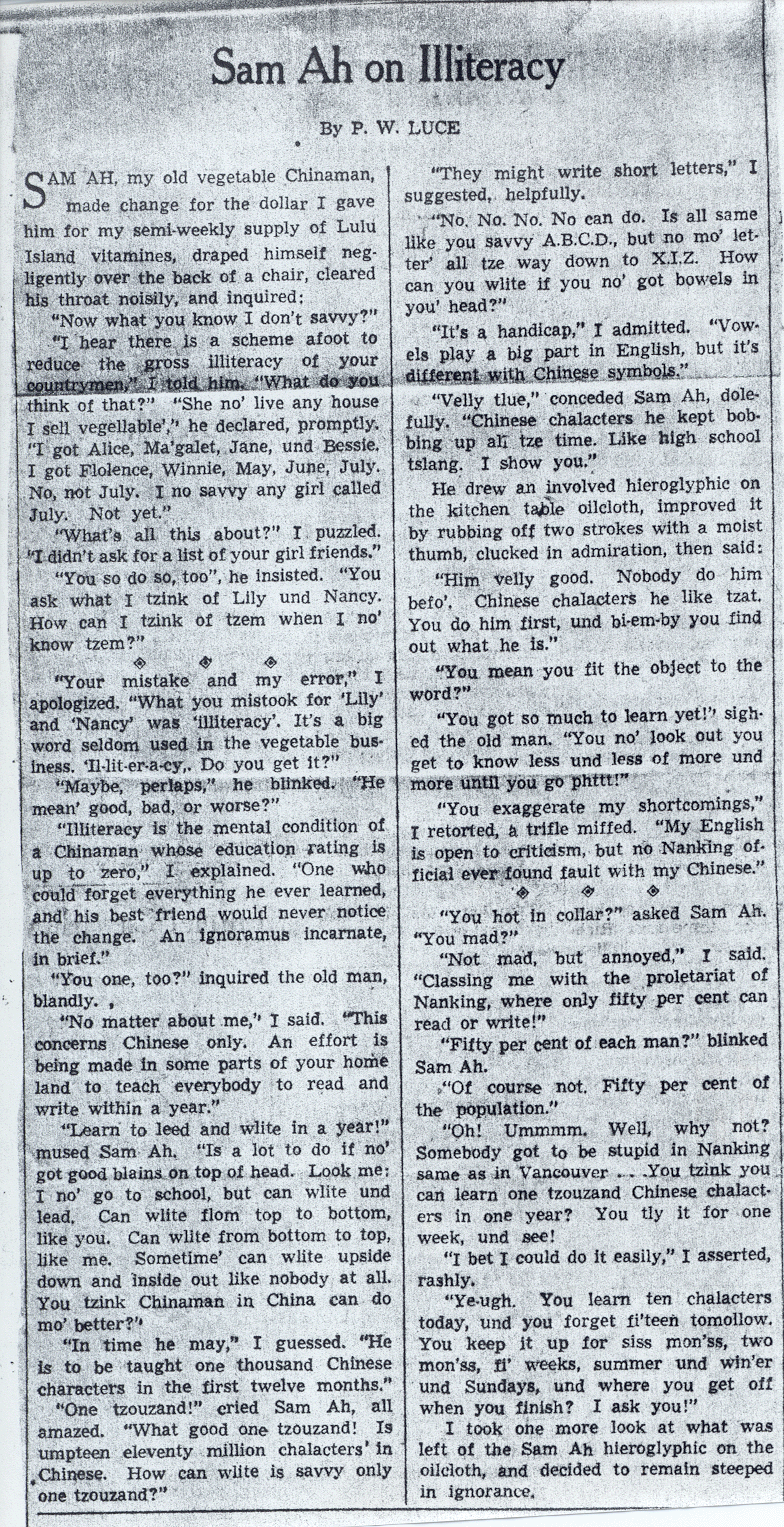 Sam Ah on Illiteracy
By P. W. LUCE
SAM AH, my old vegetable Chinaman,
made change for the dollar I gave
him for my semi-weekly supply of Lulu
Island vitamines, draped himself neg-
ligently over the back of a chair, cleared
his throat noisily, and inquired:
"Now what you know I don't savvy?"
"I hear there is a scheme afoot to
reduce the gross illiteracy of your
countrymen," I told him. "What do you
think of that?" "She no' live any house
I sell vegellable'," he declared, promptly.
"I got Alice, Ma'galet, Jane, und Bessie.
I got Flolence, Winnie, May, June, July.
No, not July. I no savvy any girl called
July. Not yet."
"What's all this about?" I puzzled.
"I didn't ask for a list of your girl friends."
"You so do so, too", he insisted. "You
ask what I tzink of Lily und Nancy.
How can I tzink of tzem when I no'
know tzem?"
"Your mistake and my error," I
apologized. "What you mistook for 'Lily'
and 'Nancy' was 'illiteracy'. It's a big
word seldom used in the vegetable bus-
iness. 'Il-lit-er-a-cy,. Do you get it?"
"Maybe, perlaps," he blinked. "He
mean' good, bad, or worse?"
"Illiteracy is the mental condition of
a Chinaman whose education rating is
up to zero," I explained. "One who
could forget everything he ever learned,
and his best friend would never notice
the change. An ignoramus incarnate,
in brief."
"You one, too?" inquired the old man,
blandly.
"No matter about me," I said. "This
concerns Chinese only. An effort is
being made in some parts of your home
land to teach everybody to read and
write within a year."
"Learn to leed and wlite in a year!"
mused Sam Ah. "Is a lot to do if no'
got good blains on top of head. Look me;
I no' go to school, but can wlite und
lead. Can wlite flom top to bottom,
like you. Can wlite from bottom to top,
like me. Sometime' can wlite upside
down and inside out like nobody at all.
You tzink Chinaman in China can do
mo' better?"
"In time he may," I guessed. "He
is to be taught one thousand Chinese
characters in the first twelve months."
"One tzouzand!" cried Sam Ah, all
amazed. "What good one tzouzand! Is
umpteen eleventy million chalacters' in
Chinese. How can wlite is savvy only
one tzouzand?"
"They might write short letters," I
suggested, helpfully.
"No. No. No. No can do. Is all same
like you savvy A.B.C.D., but no mo' let-
ter' all tze way down to X.I.Z. How
can you wlite if you no' got bowels in
you' head?"
"It's a handicap," I admitted. "Vow-
els play a big part in English, but it's
different with Chinese symbols."
"Velly tlue," conceded Sam Ah, dole-
fully. "Chinese chalacters he kept bob-
bing up all tze time. Like high school
tslang. I show you."
He drew an involved hieroglyphic on
the kitchen table oilcloth, improved it
by rubbing off two strokes with a moist
thumb, clucked in admiration, then said:
"Him velly good. Nobody do him
befo'. Chinese chalacters he like tzat.
You do him first, und bi-em-by you find
out what he is."
"You mean you fit the object to the
word?"
"You got so much to learn yet!" sigh-
ed the old man. "You no' look out you
get to know less und less of more und
more until you go phttt!"
"You exaggerate my shortcomings,"
I retorted, a trifle miffed. "My English
is open to criticism, but no Nanking of-
ficial ever found fault with my Chinese."
"You hot in collar?" asked Sam Ah.
"You mad?"
"Not mad, but annoyed," I said.
"Classing me with the proletariat of
Nanking, where only fifty per cent can
read or write!"
"Fifty per cent of each man?" blinked
Sam Ah.
"Of course not. Fifty per cent of
the population."
"Oh! Ummmm. Well, why not?
Somebody got to be stupid in Nanking
same as in Vancouver ... .You tzink you
can learn one tzouzand Chinese chalact-
ers in one year? You tly it for one
week, und see!
"I bet I could do it easily," I asserted,
rashly.
"Ye-ugh. You learn ten chalacters
today, und you forget fi'teen tomollow.
You keep it up for siss mon'ss, two
mon'ss, fi' weeks, summer und win'er
und Sundays, und where you get off
when you finish? I ask you!"
I took one more look at what was
left of the Sam Ah hieroglyphic on the
oilcloth, and decided to remain steeped
in ignorance.